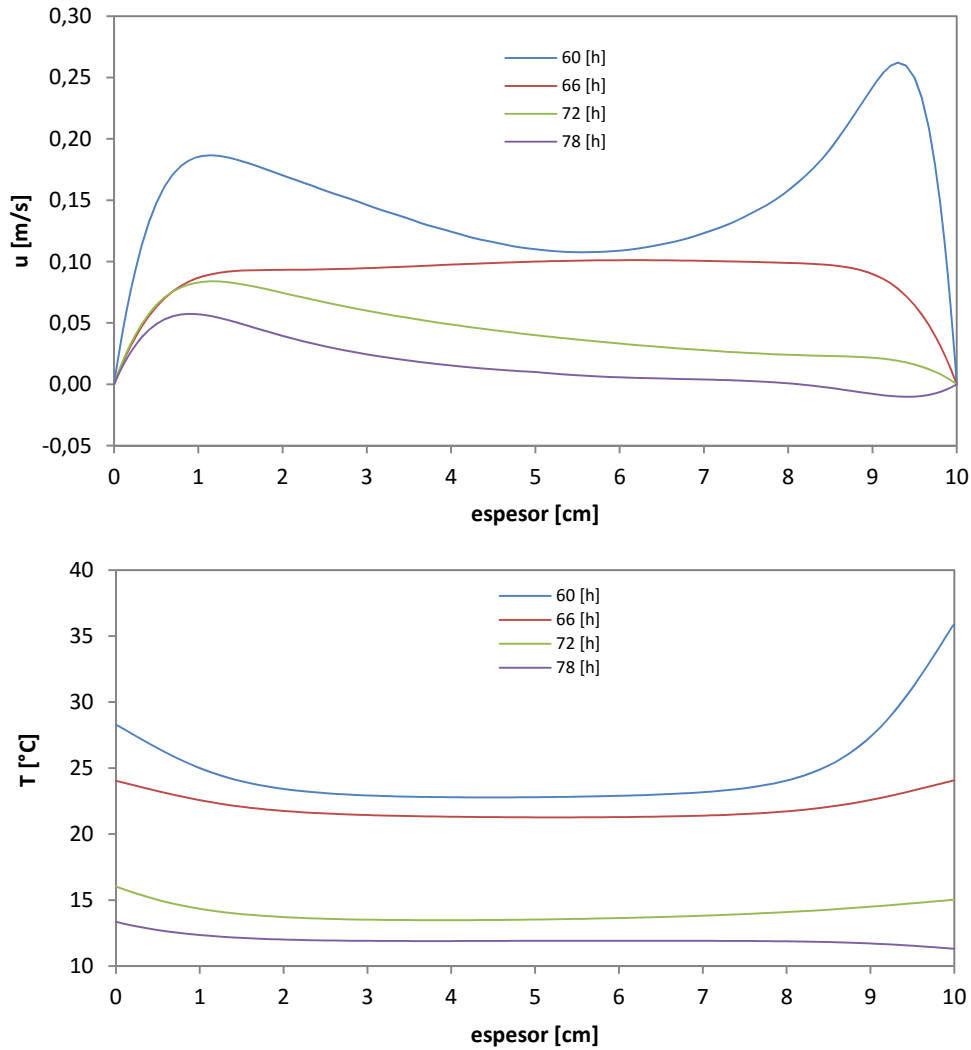 0,30
0,25
0,20
0,15
0,10
0,05
0,00
-0,05
u [m/s]
60 [h]
66 [h]
72 [h]
78 [h]
0 1 2 3 4 5 6 7 8 9 10
espesor [cm]
40
35
30
25
20
15
10
T [°C]
60 [h]
66 [h]
72 [h]
78 [h]
0 1 2 3 4 5 6 7 8 9 10
espesor [cm]